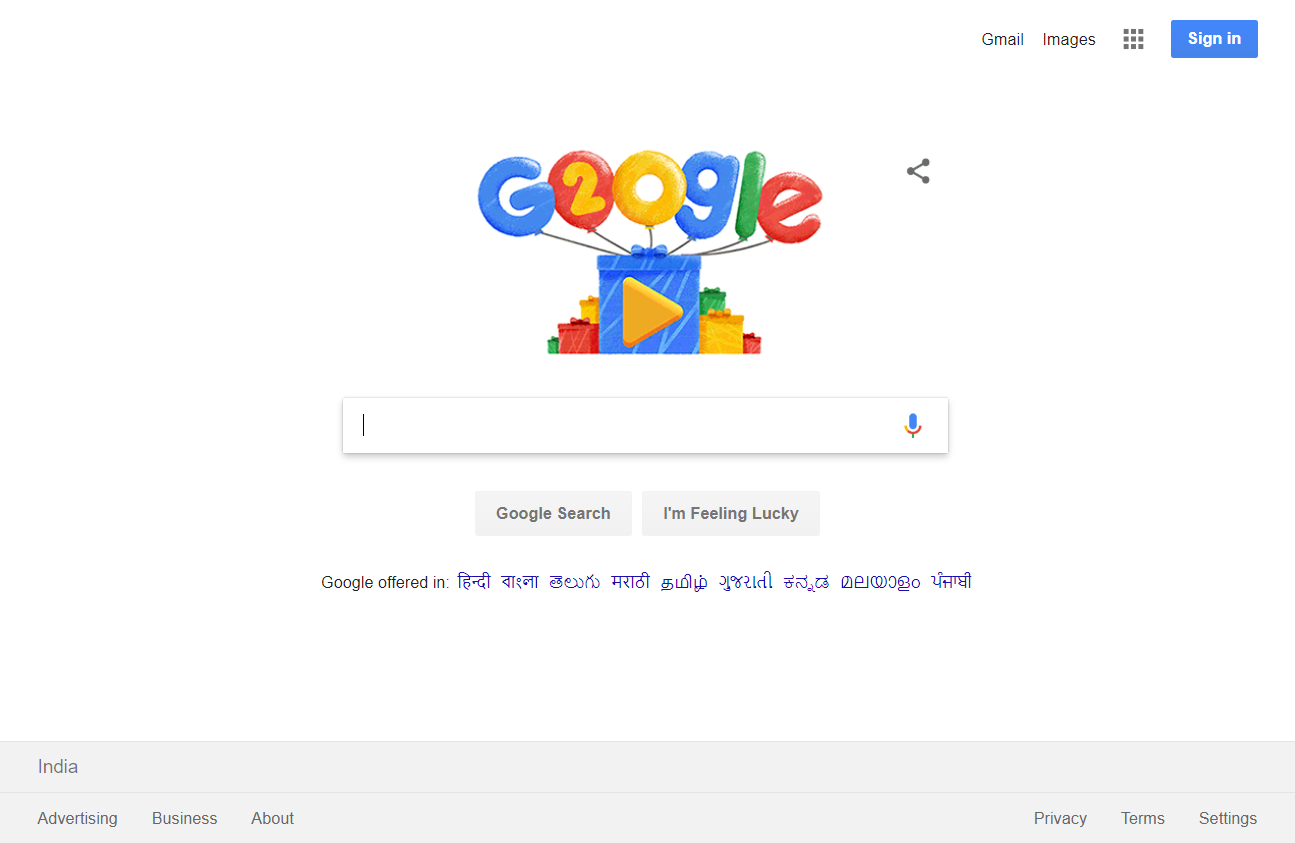 Gmail Images Sign in
G20gle
Google Search I'm Feeling Lucky
Google offered in: हिन्दी বাংলা తెలుగు मराठी தமிழ் ગુજરાતી ಕನ್ನಡ മലയാളം ਪੰਜਾਬੀ
India
Advertising Business About Privacy Terms Settings